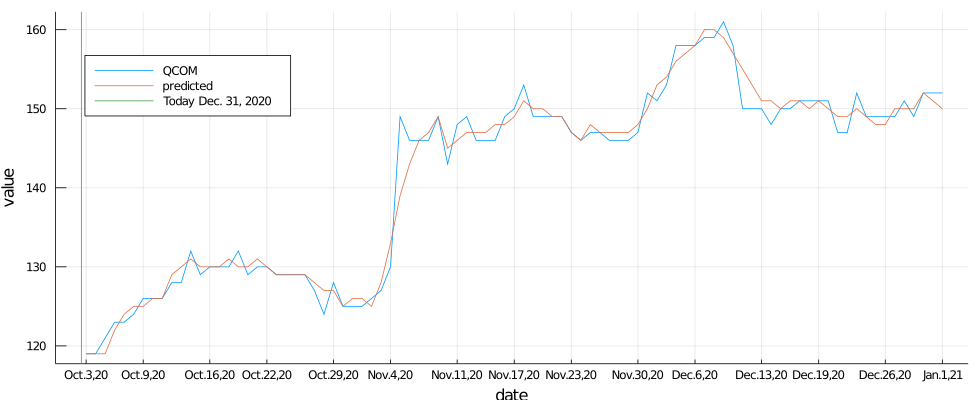 160
150
140
130
120
value
QCOM
predicted
Today Dec. 31, 2020
Oct.3,20 Oct.9,20 Oct.16,20 Oct.22,20 Oct.29,20 Nov.4,20 Nov.11,20 Nov.17,20 Nov.23,20 Nov.30,20 Dec.6,20 Dec.13,20 Dec.19,20 Dec.26,20 Jan.1,21
date